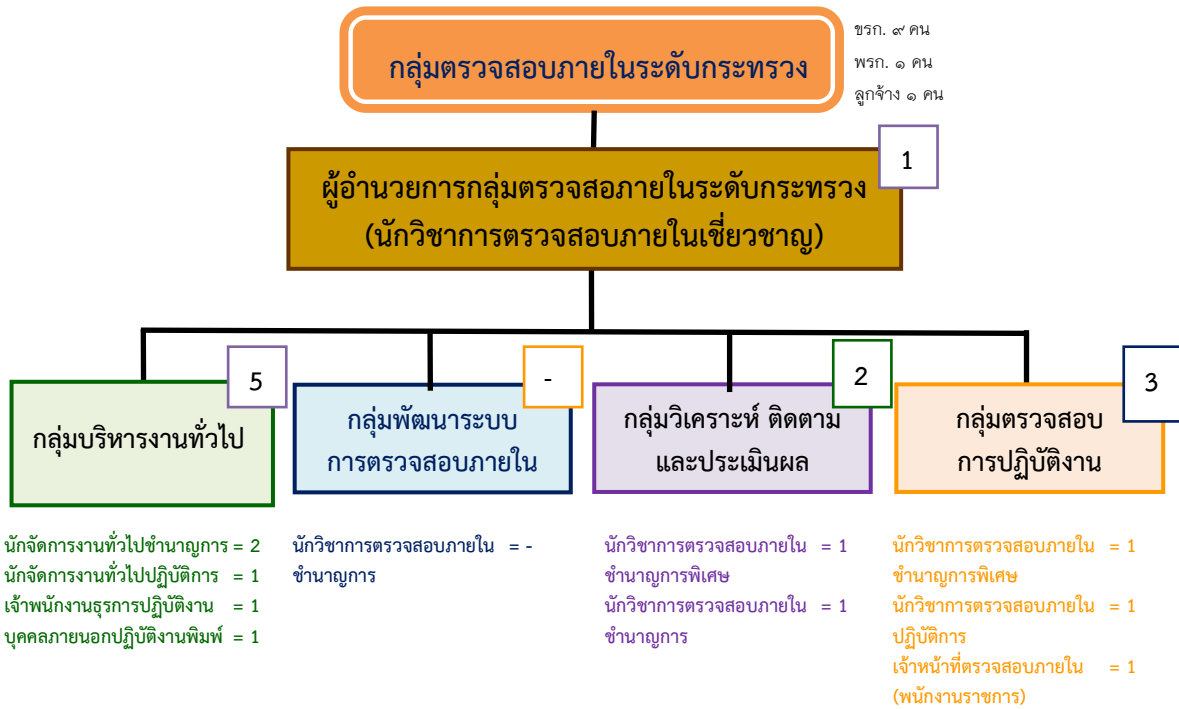 กลุ่มตรวจสอบภายในระดับกระทรวง
ขรก. ๙ คน
พรก. ๑ คน
ลูกจ้าง ๑ คน
1
ผู้อำนวยการกลุ่มตรวจสอภายในระดับกระทรวง
(นักวิชาการตรวจสอบภายในเชี่ยวชาญ)
5
กลุ่มบริหารงานทั่วไป
-
กลุ่มพัฒนาระบบ
การตรวจสอบภายใน
2
กลุ่มวิเคราะห์ ติดตาม
และประเมินผล
3
กลุ่มตรวจสอบ
การปฏิบัติงาน
นักจัดการงานทั่วไปชำนาญการ = 2
นักจัดการงานทั่วไปปฏิบัติการ = 1
เจ้าพนักงานธุรการปฏิบัติงาน = 1
บุคคลภายนอกปฏิบัติงานพิมพ์ = 1
นักวิชาการตรวจสอบภายใน = -
ชำนาญการ
นักวิชาการตรวจสอบภายใน = 1
ชำนาญการพิเศษ
นักวิชาการตรวจสอบภายใน = 1
ชำนาญการ
นักวิชาการตรวจสอบภายใน = 1
ชำนาญการพิเศษ
นักวิชาการตรวจสอบภายใน = 1
ปฏิบัติการ
เจ้าหน้าที่ตรวจสอบภายใน = 1
(พนักงานราชการ)